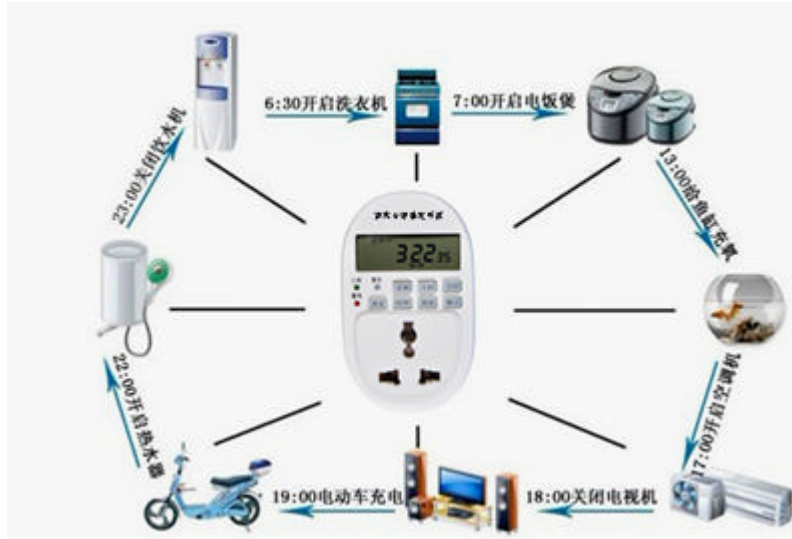 6:30开启洗衣机
7:00开启电饭煲
13:00给鱼缸充氧
17:00开启空调机
18:00关闭电视机
19:00电动车充电
22:00开启热水器
23:00关闭饮水机
3:22 35